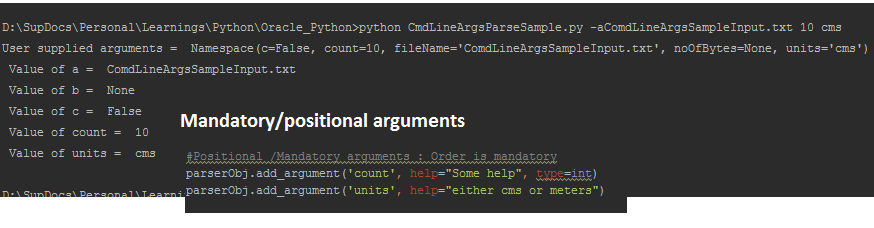 D:\SupDocs\Personal\Learnings\Python\Oracle_Python>python CmdLineArgsParseSample.py -aComdLineArgsSampleInput.txt 10 cms
User supplied arguments =  Namespace(c=False, count=10, fileName='ComdLineArgsSampleInput.txt', noOfBytes=None, units='cms')
Value of a =  ComdLineArgsSampleInput.txt
Value of b =  None
Value of c =  False
Value of count =  10
Value of units =  cms
Mandatory/positional arguments
#Positional /Mandatory arguments : Order is mandatory
parserObj.add_argument('count', help="Some help", type=int)
parserObj.add_argument('units', help="either cms or meters")
D:\SupDocs\Personal\Learni